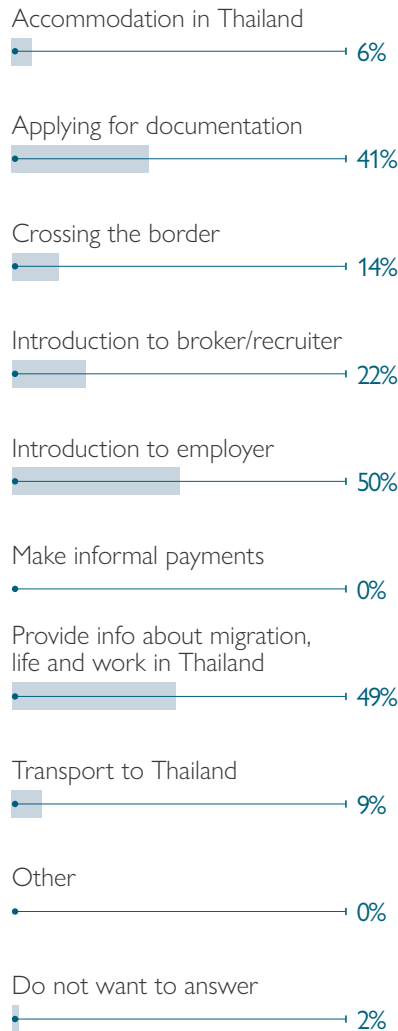 Accommodation in Thailand
6%
Applying for documentation
41%
Crossing the border
14%
Introduction to broker/recruiter
22%
Introduction to employer
50%
Make informal payments
0%
Provide info about migration,
life and work in Thailand
49%
Transport to Thailand
9%
Other
0%
Do not want to answer
2%